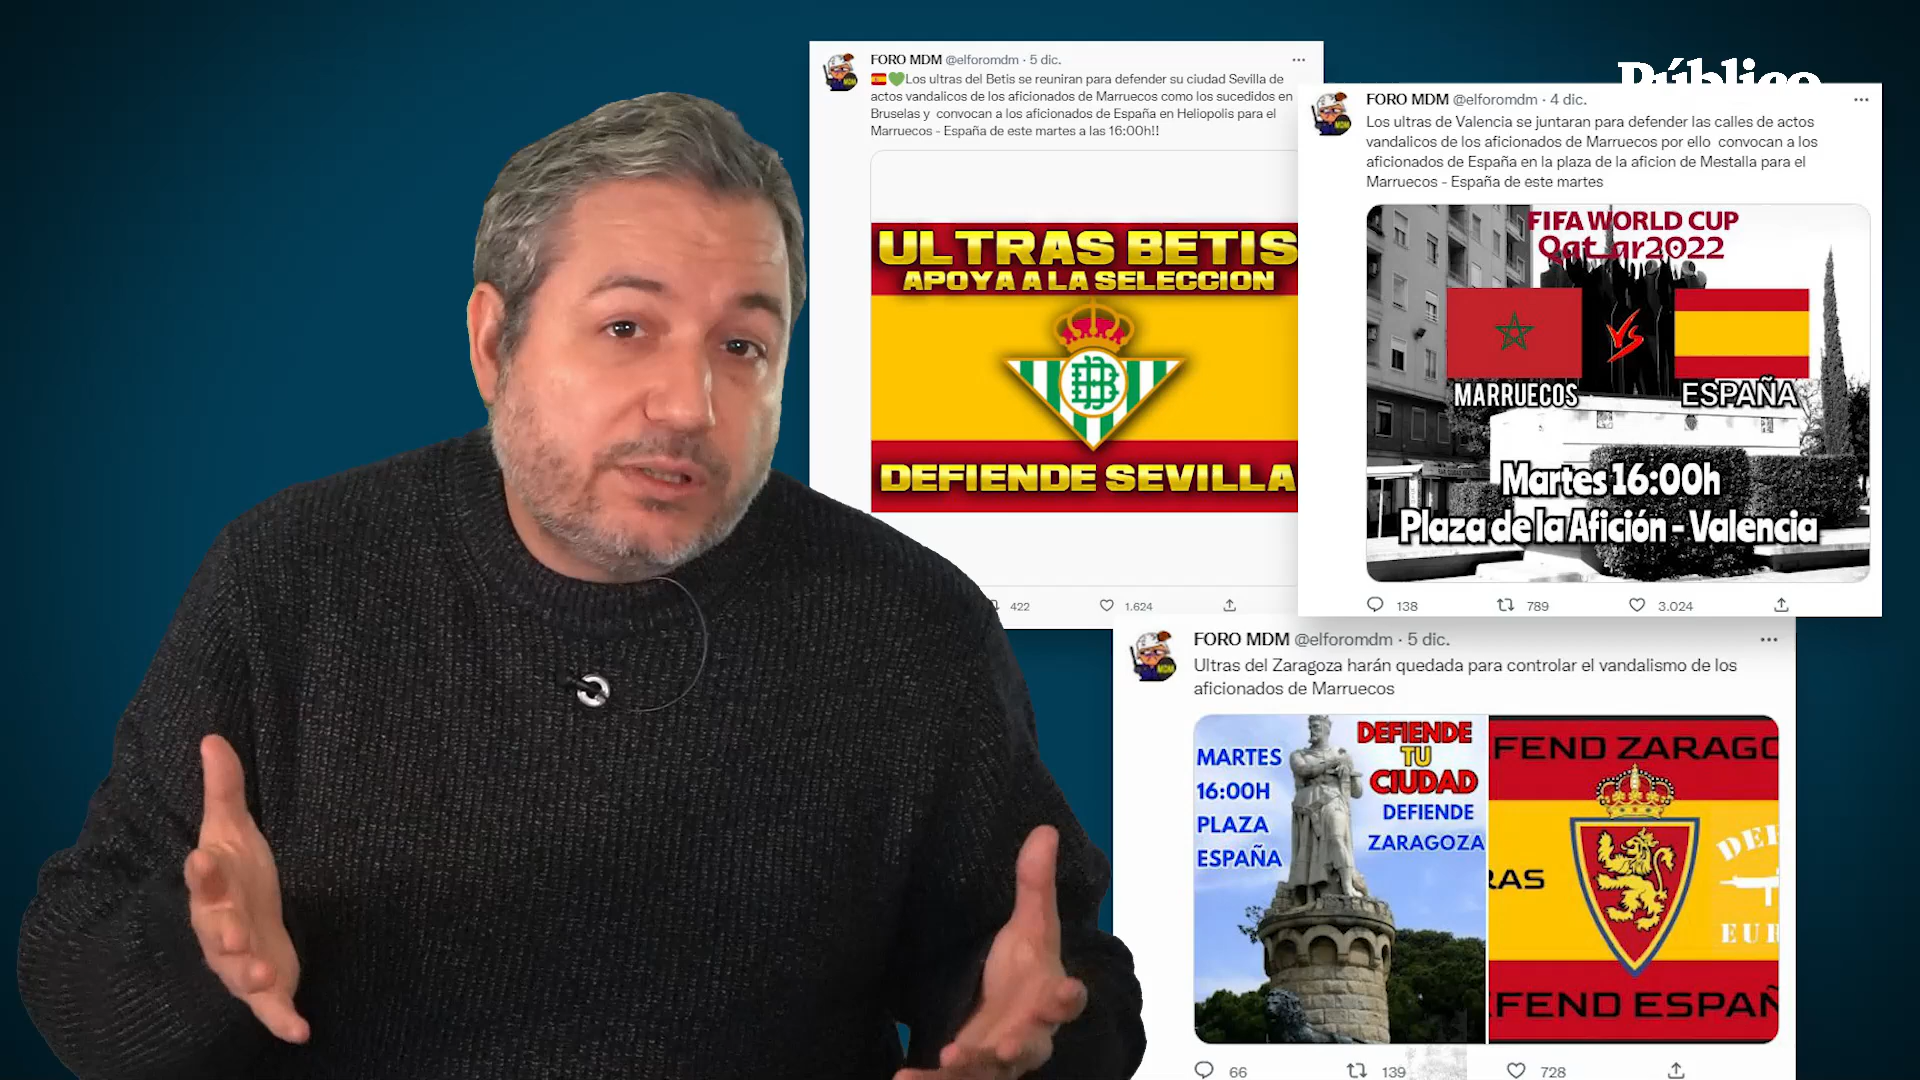 FORO MDM @elforomdm · 5 dic.
Los ultras del Betis se reuniran para defender su ciudad Sevilla de
actos vandalicos de los aficionados de Marruecos como los sucedidos en
Bruselas y convocan a los aficionados de España en Heliopolis para el
Marruecos - España de este martes a las 16:00h!!
ULTRAS BETIS
APOYA A LA SELECCION
DEFIENDE SEVILLA
422
1.624
Público
FORO MDM @elforomdm · 4 dic.
Los ultras de Valencia se juntaran para defender las calles de actos
vandalicos de los aficionados de Marruecos por ello convocan a los
aficionados de España en la plaza de la aficion de Mestalla para el
Marruecos - España de este martes
FIFA WORLD CUP
Qatar2022
VS
MARRUECOS
ESPAÑA
Martes 16:00h
Plaza de la Afición - Valencia
138
789
3.024
FORO MDM @elforomdm · 5 dic.
Ultras del Zaragoza harán quedada para controlar el vandalismo de los
aficionados de Marruecos
MARTES
16:00H
PLAZA
ESPAÑA
DEFIENDE
TU
CIUDAD
DEFIENDE
ZARAGOZA
FEND ZARAGO
RAS
DEF
EUR
EFEND ESPAÑ
66
139
728